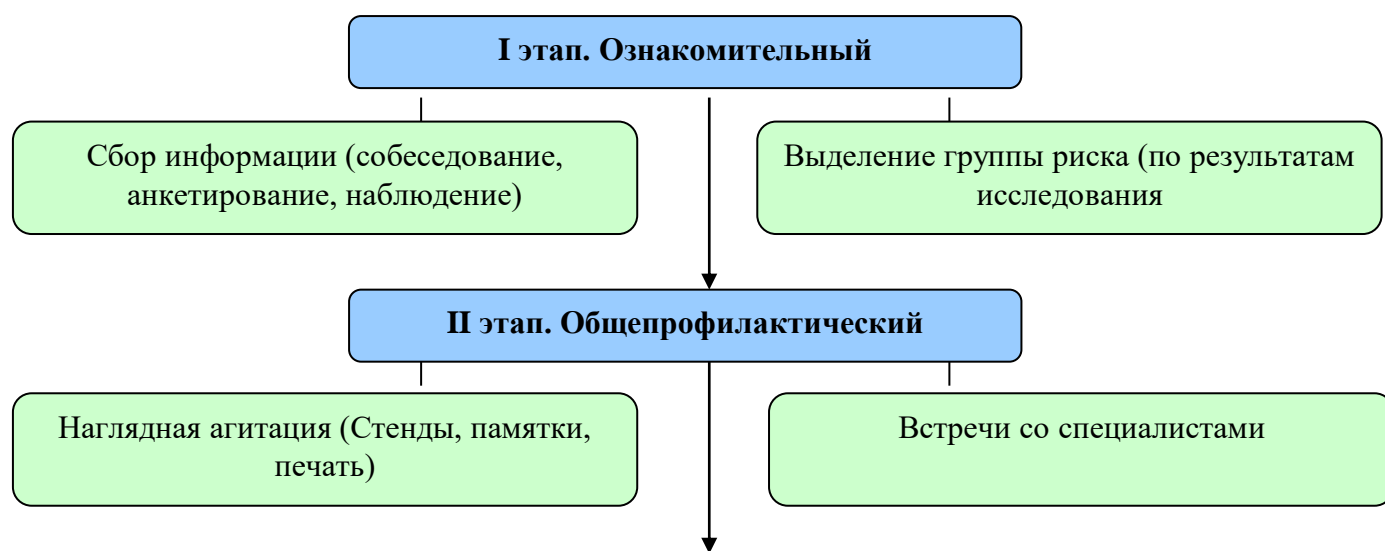 I этап. Ознакомительный
Сбор информации (собеседование,
анкетирование, наблюдение)
Выделение группы риска (по результатам
исследования
II этап. Общепрофилактический
Наглядная агитация (Стенды, памятки,
печать)
Встречи со специалистами